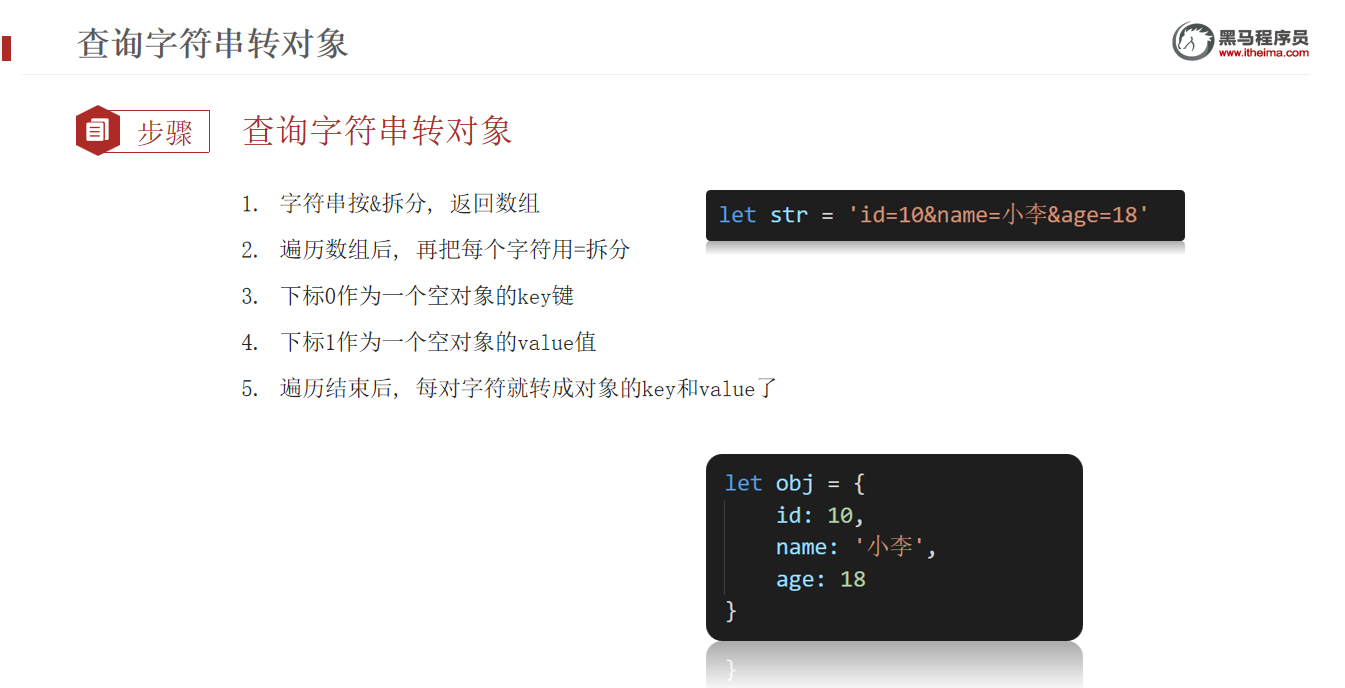 查询字符串转对象
黑马程序员
www.itheima.com
步骤
查询字符串转对象
1. 字符串按&拆分, 返回数组
2. 遍历数组后, 再把每个字符用=拆分
3. 下标0作为一个空对象的key键
4. 下标1作为一个空对象的value值
5. 遍历结束后, 每对字符就转成对象的key和value了
let str = 'id=10&name=小李&age=18'
let obj = {
    id: 10,
    name: '小李',
    age: 18
}